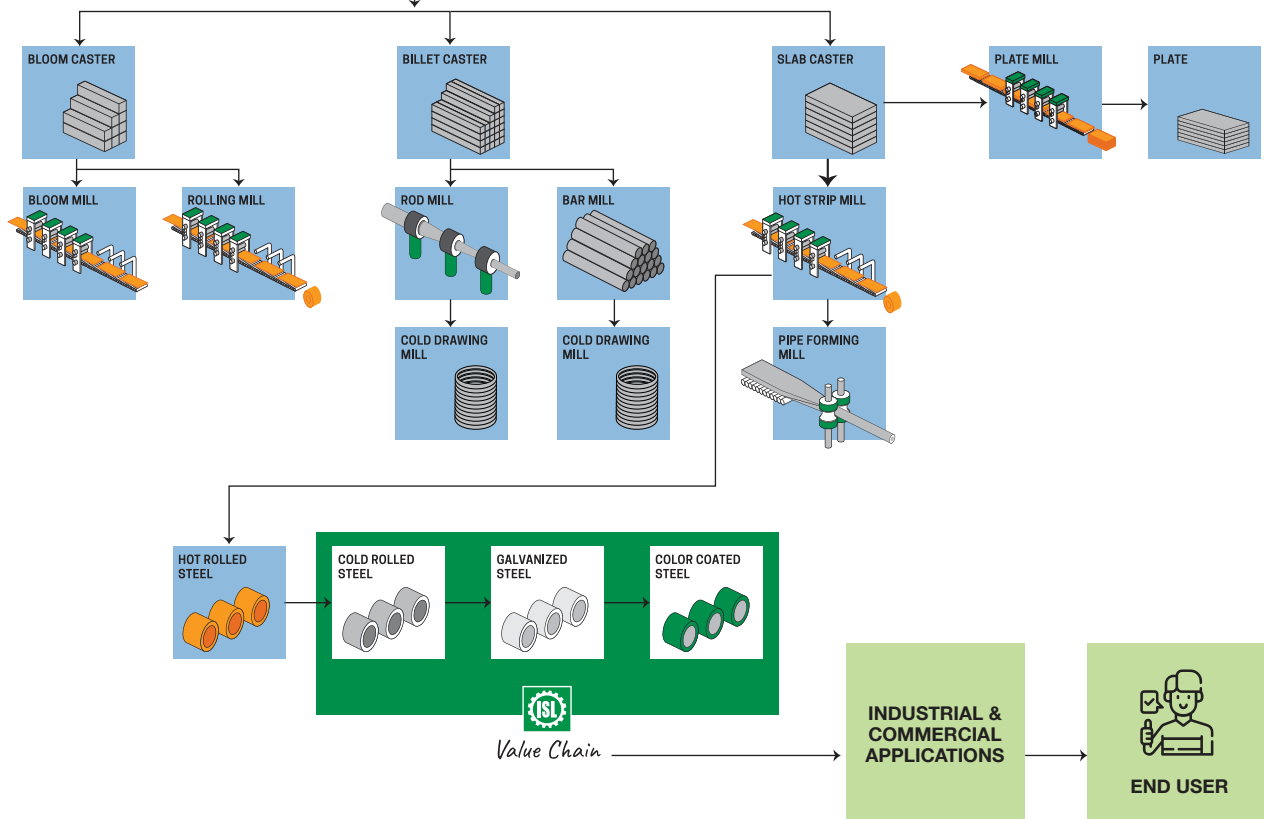 BLOOM CASTER
BILLET CASTER
SLAB CASTER
PLATE MILL
PLATE
BLOOM MILL
ROLLING MILL
ROD MILL
BAR MILL
HOT STRIP MILL
COLD DRAWING
MILL
COLD DRAWING
MILL
PIPE FORMING
MILL
HOT ROLLED
STEEL
COLD ROLLED
STEEL
GALVANIZED
STEEL
COLOR COATED
STEEL
ISL
Value Chain
INDUSTRIAL &
COMMERCIAL
APPLICATIONS
END USER